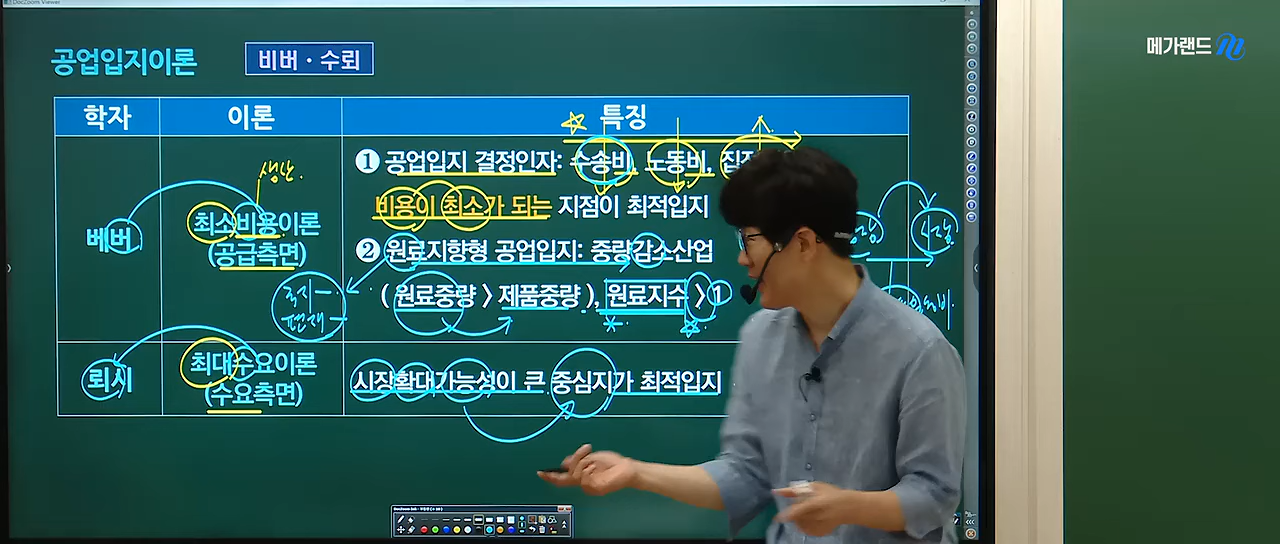 DocZoom Viewer
메가랜드
공업입지이론
비버 · 수뢰
학자 이론 특징
생산.
베버
최소비용이론
(공급측면)
❶ 공업입지 결정인자: 수송비, 노동비, 집적
비용이 최소가 되는 지점이 최적입지
❷ 원료지향형 공업입지: 중량감소산업
시장
( 원료중량 > 제품중량 ), 원료지수 > 1
국지
편재
뢰쉬
최대수요이론
(수요측면)
시장확대가능성이 큰 중심지가 최적입지